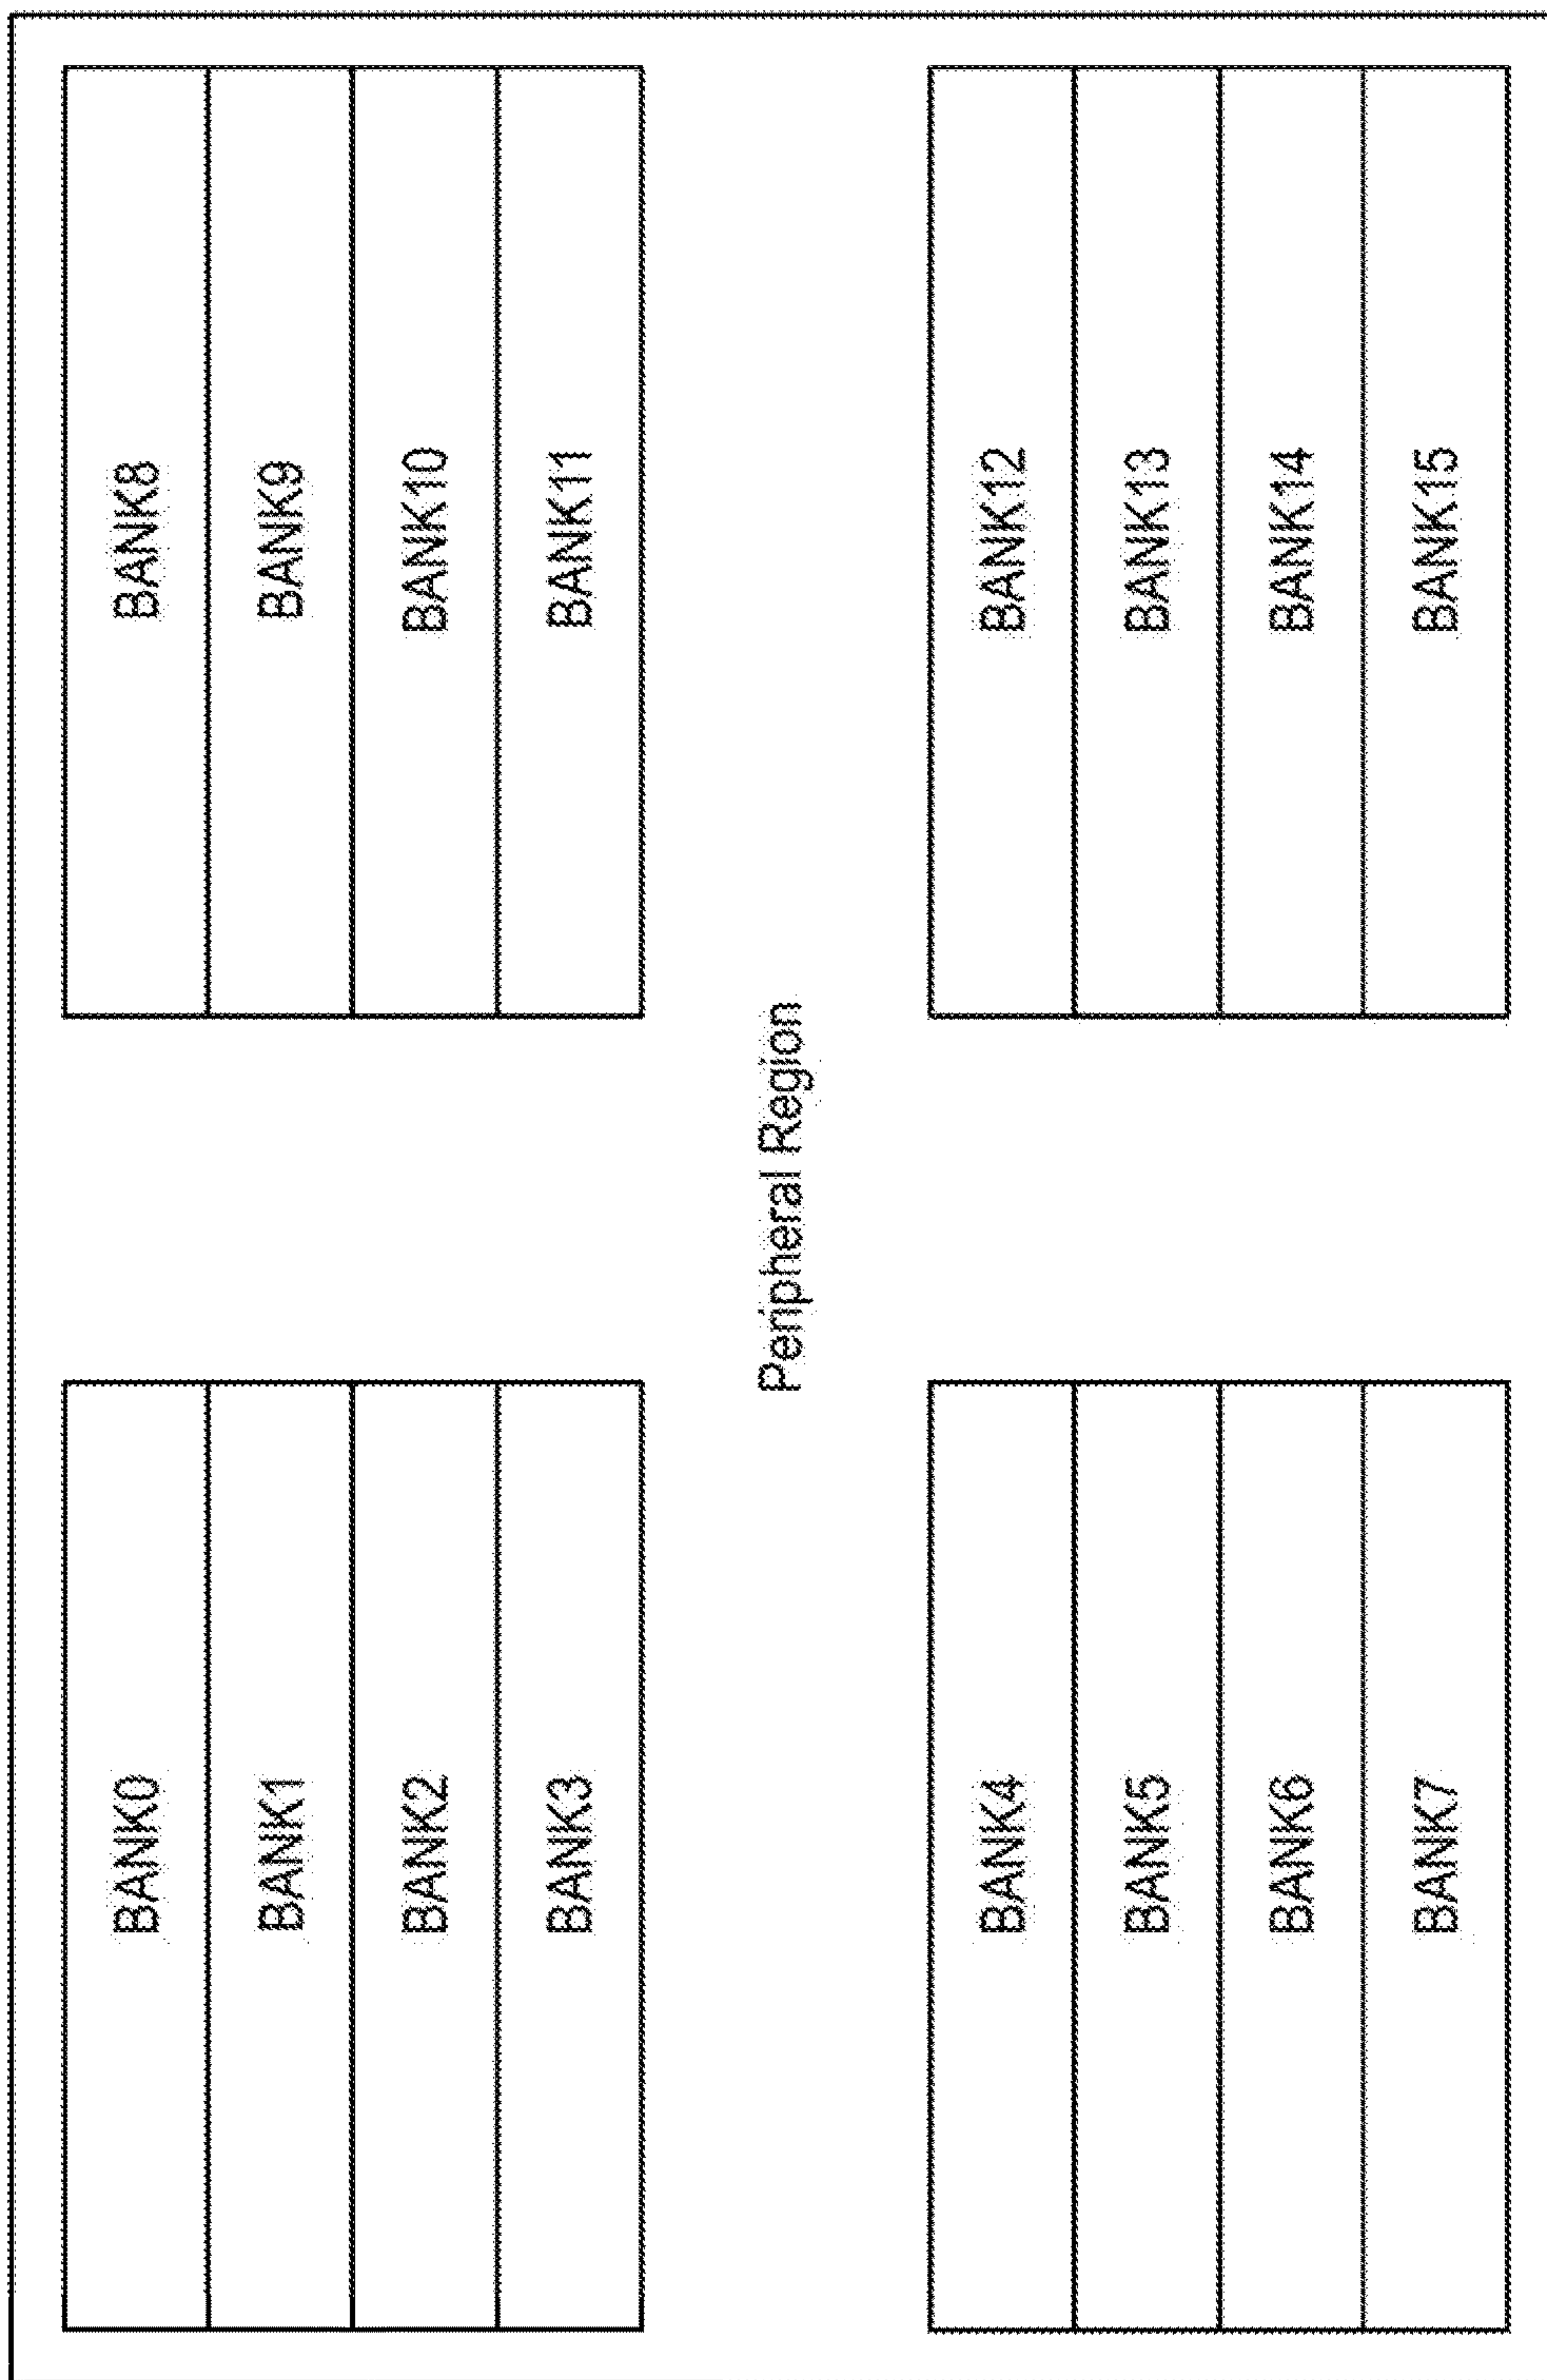 BANK0
BANK1
BANK2
BANK3
BANK8
BANK9
BANK10
BANK11
Peripheral Region
BANK4
BANK5
BANK6
BANK7
BANK12
BANK13
BANK14
BANK15